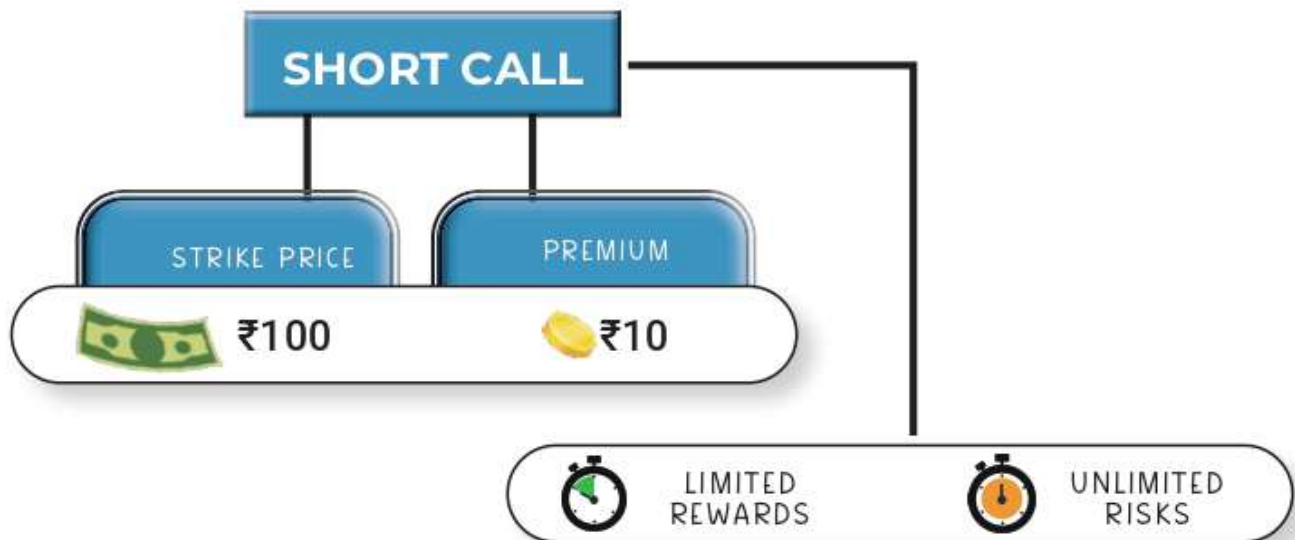 SHORT CALL
STRIKE PRICE
PREMIUM
₹100
₹10
LIMITED
REWARDS
UNLIMITED
RISKS